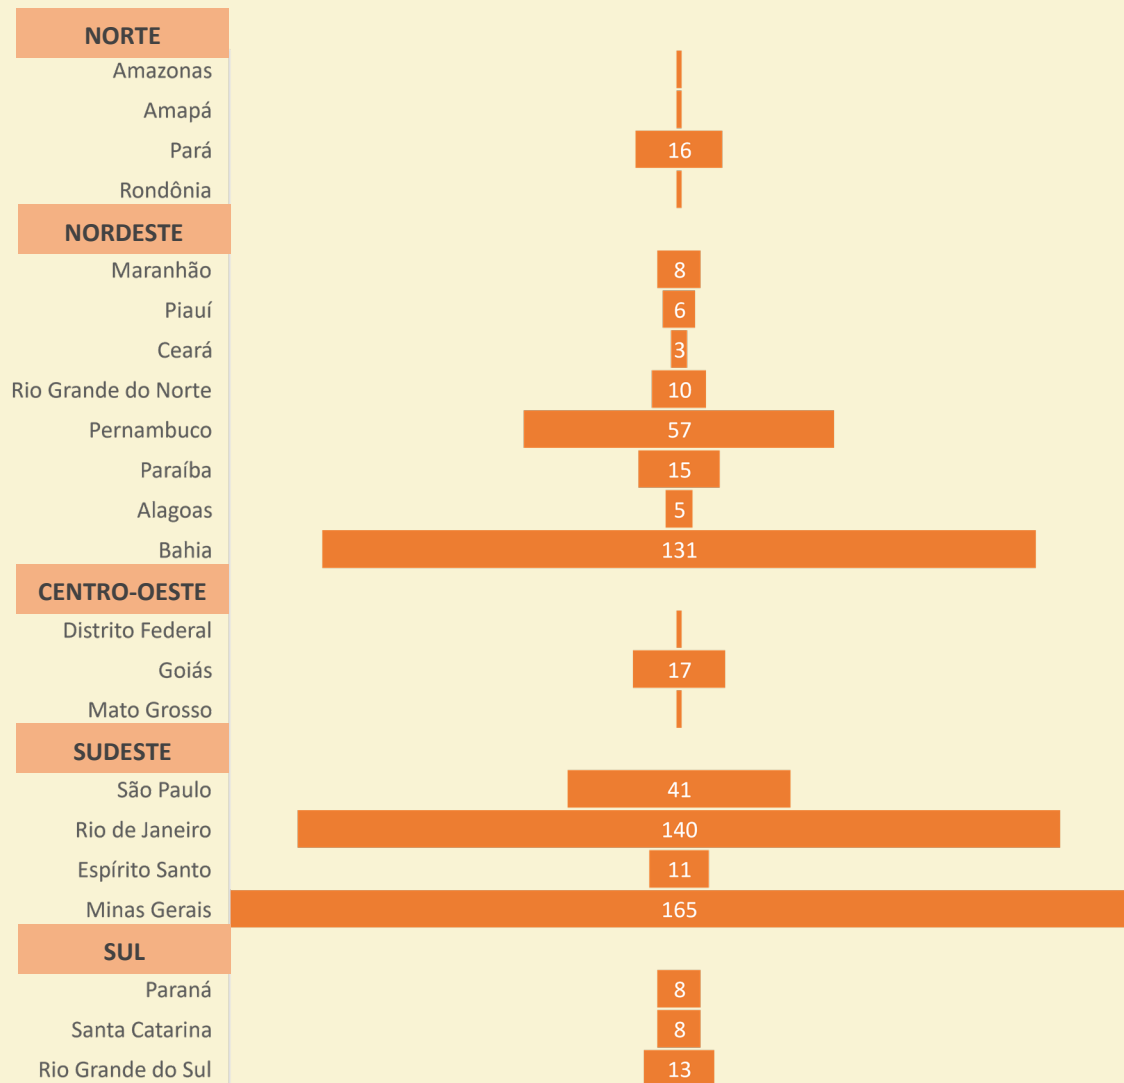 NORTE
Amazonas
Amapá
Pará 16
Rondônia
NORDESTE
Maranhão 8
Piauí 6
Ceará 3
Rio Grande do Norte 10
Pernambuco 57
Paraíba 15
Alagoas 5
Bahia 131
CENTRO-OESTE
Distrito Federal
Goiás 17
Mato Grosso
SUDESTE
São Paulo 41
Rio de Janeiro 140
Espírito Santo 11
Minas Gerais 165
SUL
Paraná 8
Santa Catarina 8
Rio Grande do Sul 13